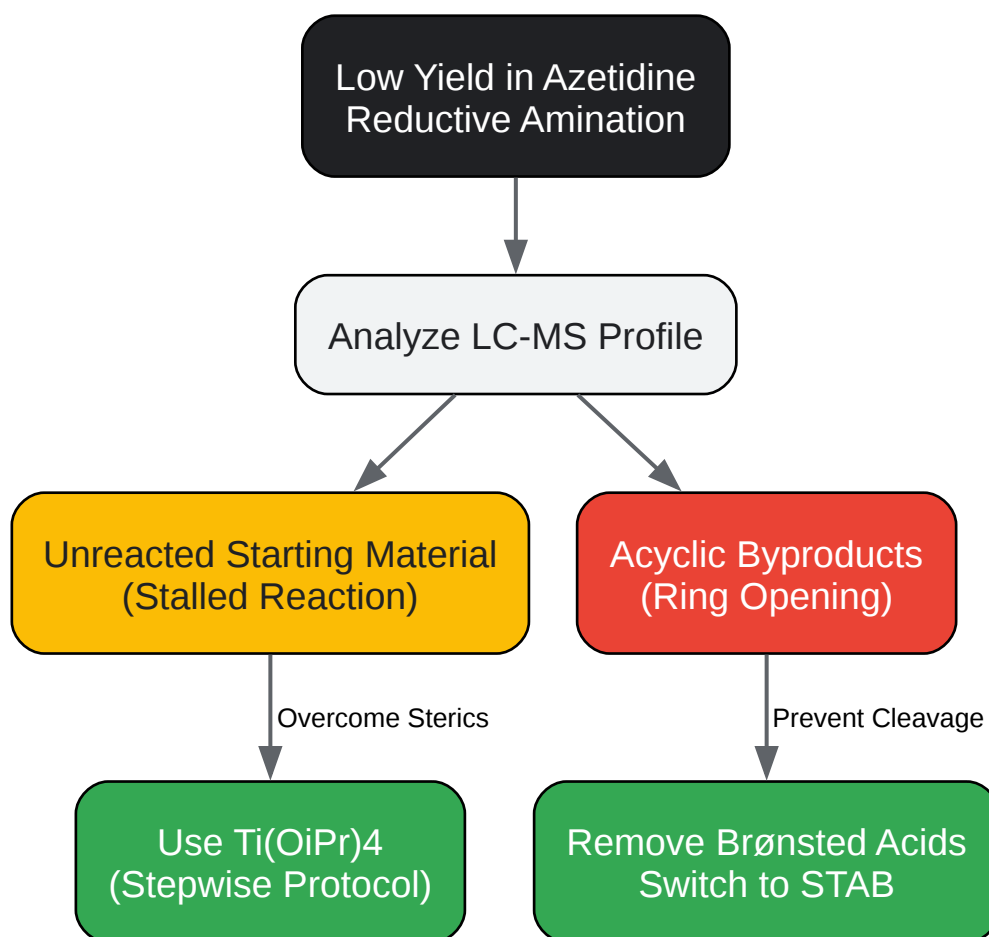 Low Yield in Azetidine
Reductive Amination
Analyze LC-MS Profile
Unreacted Starting Material
(Stalled Reaction)
Acyclic Byproducts
(Ring Opening)
Overcome Sterics
Prevent Cleavage
Use Ti(OiPr)4
(Stepwise Protocol)
Remove Brønsted Acids
Switch to STAB